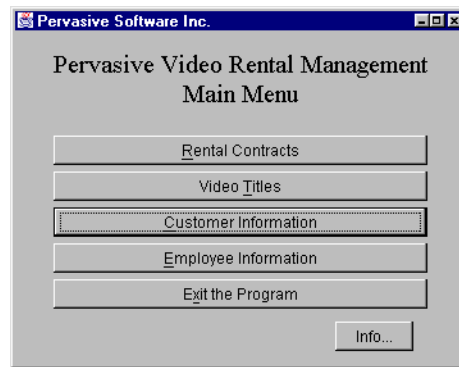 Pervasive Software Inc.
Pervasive Video Rental Management
Main Menu
Rental Contracts
Video Titles
Customer Information
Employee Information
Exit the Program
Info...